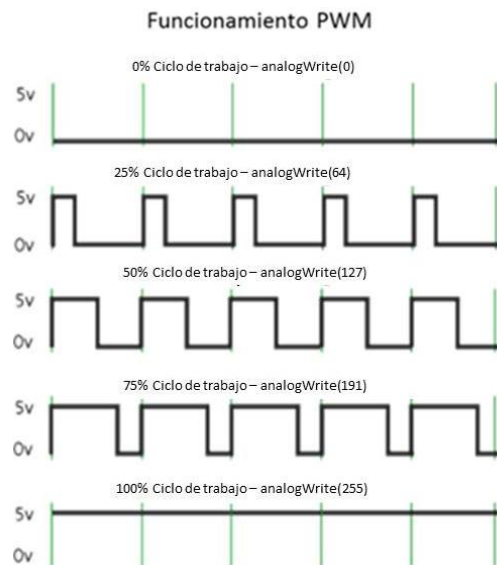 Funcionamiento PWM
0% Ciclo de trabajo – analogWrite(0)
5v
0v
25% Ciclo de trabajo – analogWrite(64)
5v
0v
50% Ciclo de trabajo – analogWrite(127)
5v
0v
75% Ciclo de trabajo – analogWrite(191)
5v
0v
100% Ciclo de trabajo – analogWrite(255)
5v
0v